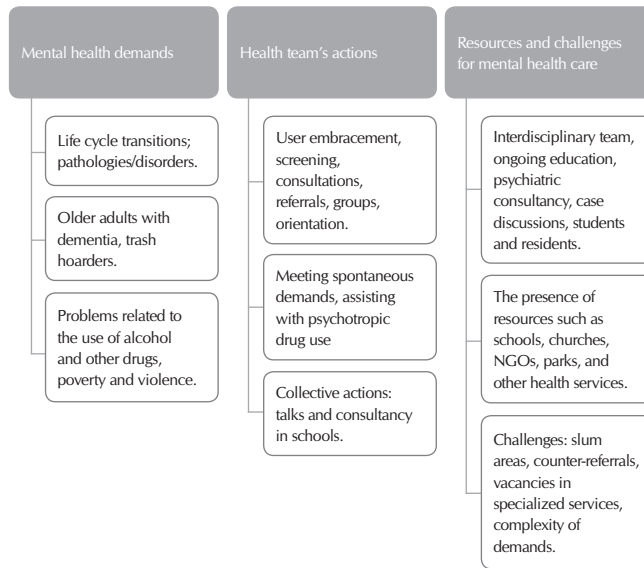 Mental health demands
Life cycle transitions;
pathologies/disorders.
Older adults with
dementia, trash
hoarders.
Problems related to
the use of alcohol
and other drugs,
poverty and violence.
Health team's actions
User embracement,
screening,
consultations,
referrals, groups,
orientation.
Meeting spontaneous
demands, assisting
with psychotropic
drug use
Collective actions:
talks and consultancy
in schools.
Resources and challenges
for mental health care
Interdisciplinary team,
ongoing education,
psychiatric
consultancy, case
discussions, students
and residents.
The presence of
resources such as
schools, churches,
NGOs, parks, and
other health services.
Challenges: slum
areas, counter-referrals,
vacancies in
specialized services,
complexity of
demands.